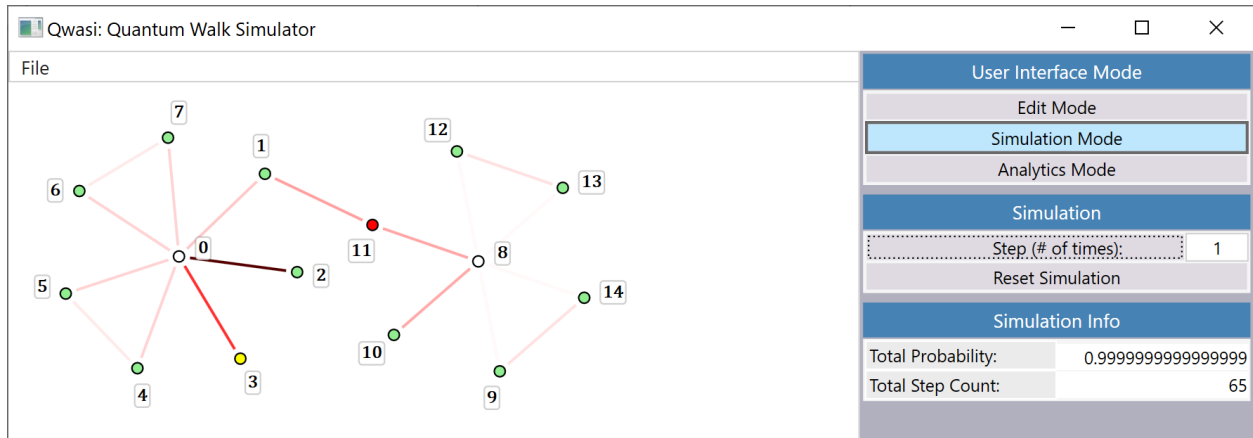 Qwasi: Quantum Walk Simulator
File
7
1
12
6
13
0
11
8
5
2
14
10
3
4
9
User Interface Mode
Edit Mode
Simulation Mode
Analytics Mode
Simulation
Step (# of times): 1
Reset Simulation
Simulation Info
Total Probability: 0.9999999999999999
Total Step Count: 65